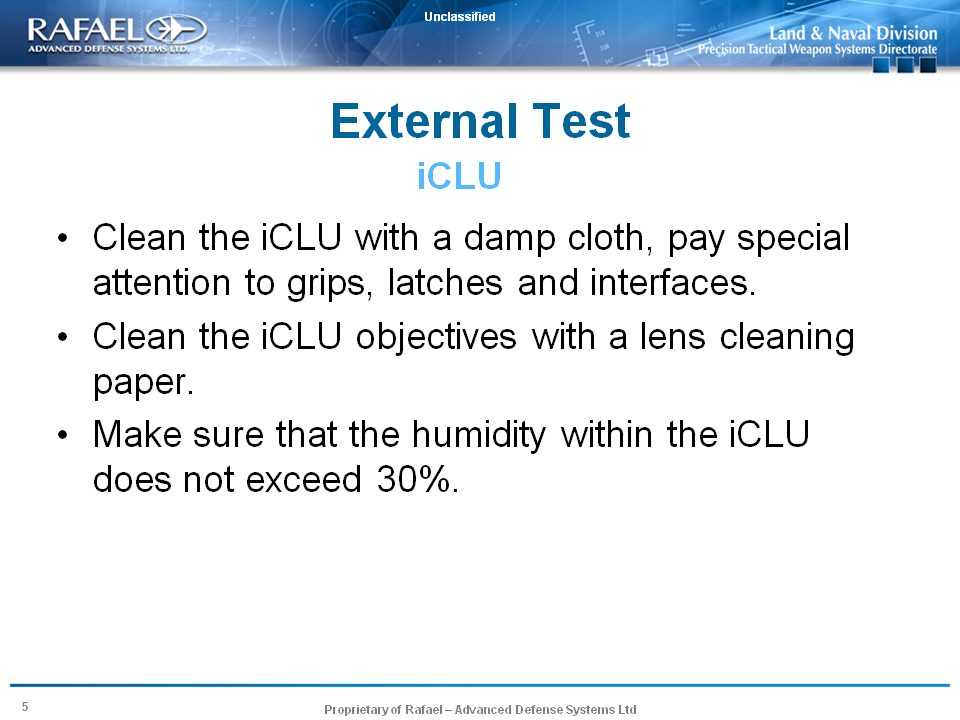 Unclassified
RAFAEL
ADVANCED DEFENSE SYSTEMS LTD.
Land & Naval Division
Precision Tactical Weapon Systems Directorate
External Test
iCLU
• Clean the iCLU with a damp cloth, pay special
attention to grips, latches and interfaces.
• Clean the iCLU objectives with a lens cleaning
paper.
• Make sure that the humidity within the iCLU
does not exceed 30%.
5
Proprietary of Rafael – Advanced Defense Systems Ltd